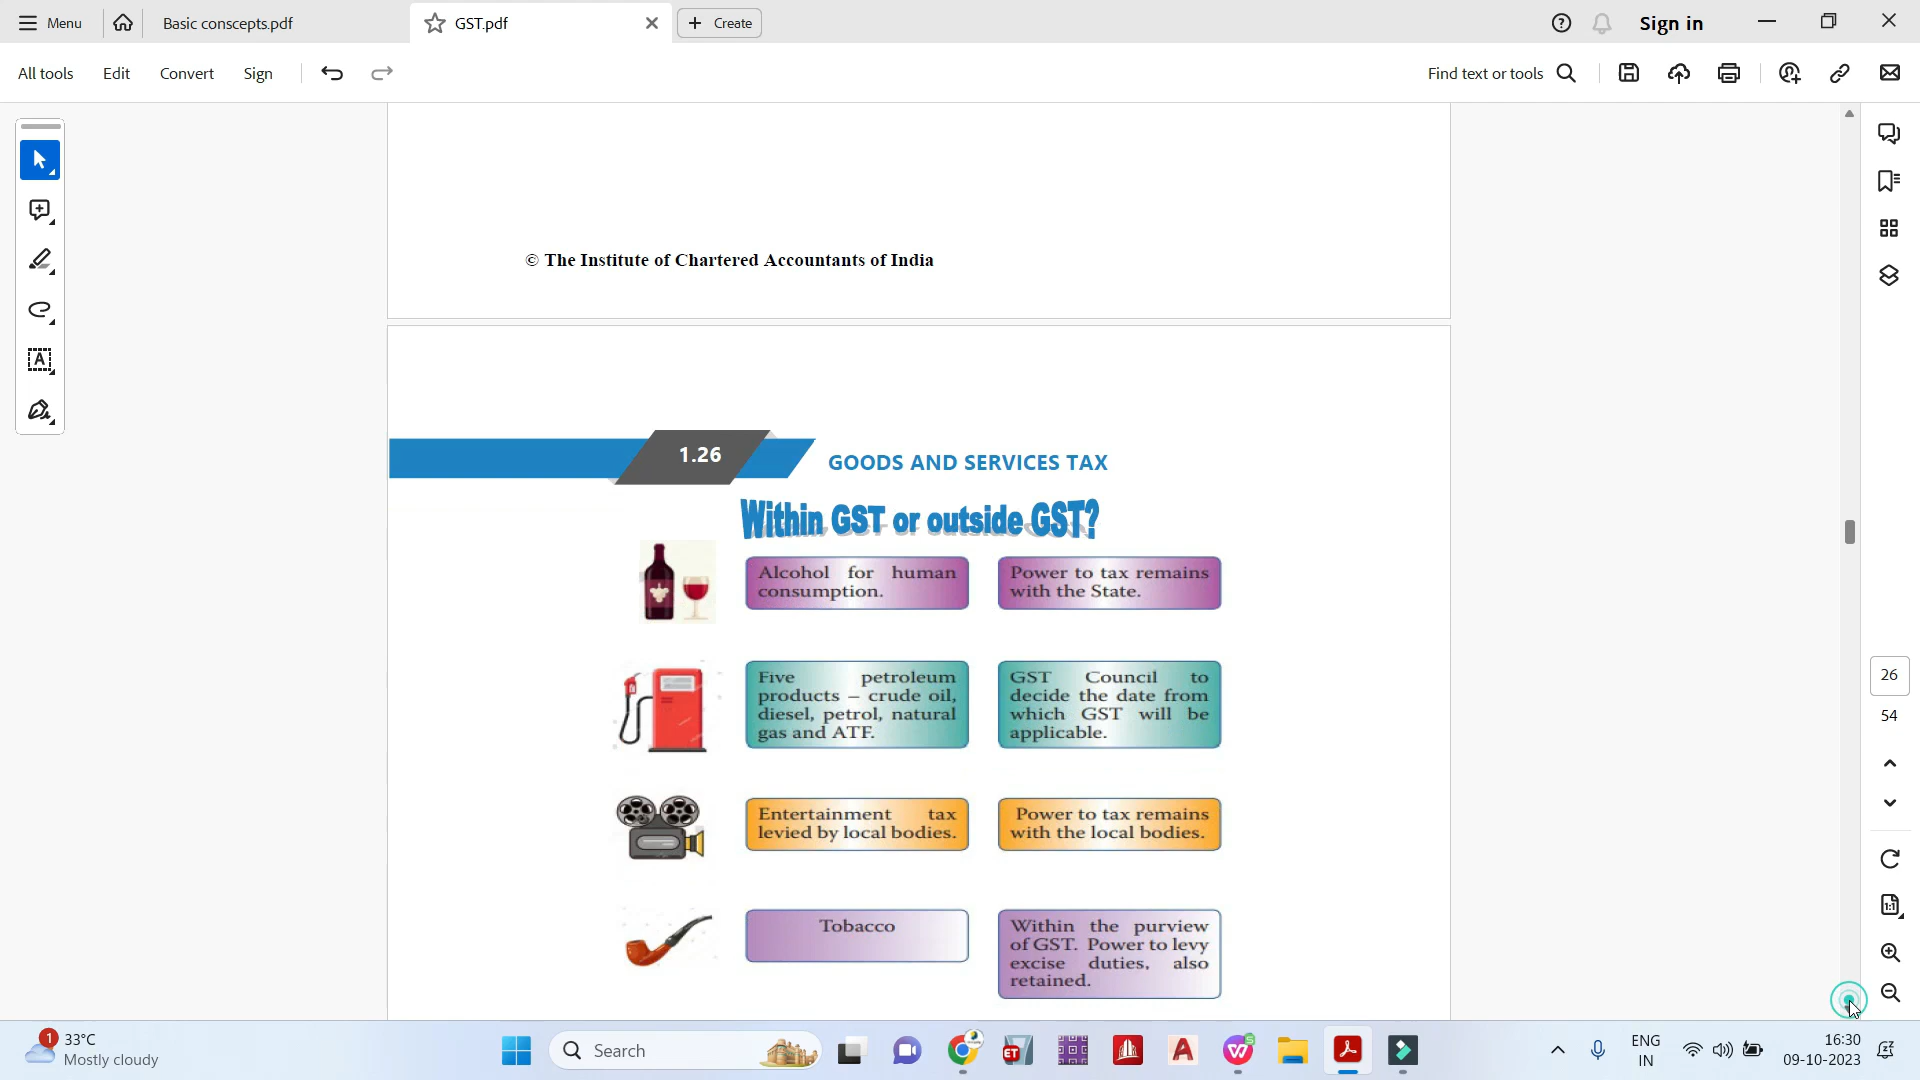 Menu
Basic conscepts.pdf
GST.pdf
Create
Sign in
All tools
Edit
Convert
Sign
Find text or tools
© The Institute of Chartered Accountants of India
1.26
GOODS AND SERVICES TAX
Within GST or outside GST?
Alcohol for human
consumption.
Power to tax remains
with the State.
Five petroleum
products – crude oil,
diesel, petrol, natural
gas and ATF.
GST Council to
decide the date from
which GST will be
applicable.
Entertainment tax
levied by local bodies.
Power to tax remains
with the local bodies.
Tobacco
Within the purview
of GST. Power to levy
excise duties, also
retained.
26
54
1:1
1
33°C
Mostly cloudy
Search
ET
ENG
IN
16:30
09-10-2023